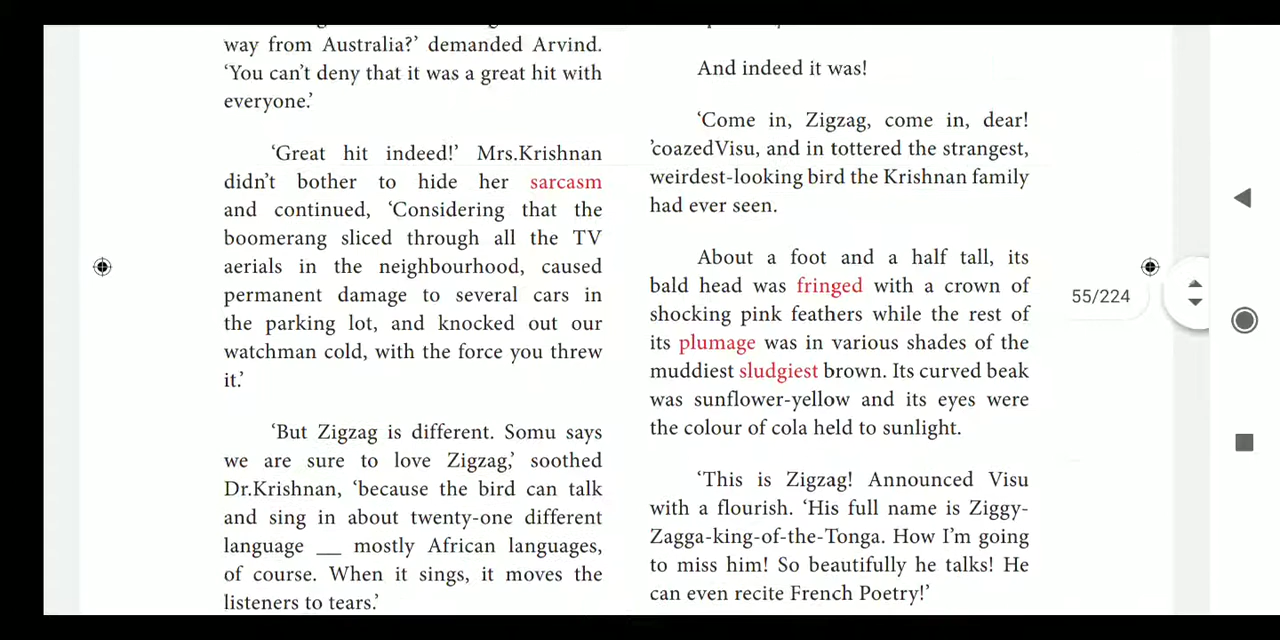 way from Australia?’ demanded Arvind.
‘You can’t deny that it was a great hit with
everyone.’
‘Great hit indeed!’ Mrs.Krishnan
didn’t bother to hide her sarcasm
and continued, ‘Considering that the
boomerang sliced through all the TV
aerials in the neighbourhood, caused
permanent damage to several cars in
the parking lot, and knocked out our
watchman cold, with the force you threw
it.’
‘But Zigzag is different. Somu says
we are sure to love Zigzag,’ soothed
Dr.Krishnan, ‘because the bird can talk
and sing in about twenty-one different
language __ mostly African languages,
of course. When it sings, it moves the
listeners to tears.’
And indeed it was!
‘Come in, Zigzag, come in, dear!
’coazedVisu, and in tottered the strangest,
weirdest-looking bird the Krishnan family
had ever seen.
About a foot and a half tall, its
bald head was fringed with a crown of
shocking pink feathers while the rest of
its plumage was in various shades of the
muddiest sludgiest brown. Its curved beak
was sunflower-yellow and its eyes were
the colour of cola held to sunlight.
‘This is Zigzag! Announced Visu
with a flourish. ‘His full name is Ziggy-
Zagga-king-of-the-Tonga. How I’m going
to miss him! So beautifully he talks! He
can even recite French Poetry!’
55/224